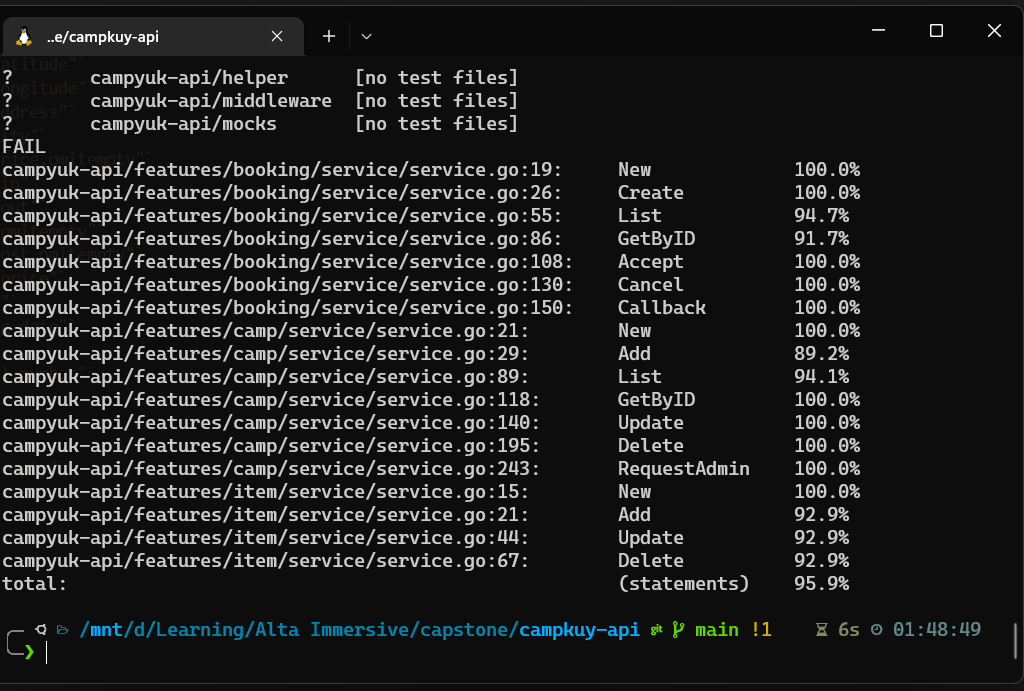 ..e/campkuy-api
?       campyuk-api/helper      [no test files]
?       campyuk-api/middleware  [no test files]
?       campyuk-api/mocks       [no test files]
FAIL
campyuk-api/features/booking/service/service.go:19:     New             100.0%
campyuk-api/features/booking/service/service.go:26:     Create          100.0%
campyuk-api/features/booking/service/service.go:55:     List            94.7%
campyuk-api/features/booking/service/service.go:86:     GetByID         91.7%
campyuk-api/features/booking/service/service.go:108:    Accept          100.0%
campyuk-api/features/booking/service/service.go:130:    Cancel          100.0%
campyuk-api/features/booking/service/service.go:150:    Callback        100.0%
campyuk-api/features/camp/service/service.go:21:        New             100.0%
campyuk-api/features/camp/service/service.go:29:        Add             89.2%
campyuk-api/features/camp/service/service.go:89:        List            94.1%
campyuk-api/features/camp/service/service.go:118:       GetByID         100.0%
campyuk-api/features/camp/service/service.go:140:       Update          100.0%
campyuk-api/features/camp/service/service.go:195:       Delete          100.0%
campyuk-api/features/camp/service/service.go:243:       RequestAdmin    100.0%
campyuk-api/features/item/service/service.go:15:        New             100.0%
campyuk-api/features/item/service/service.go:21:        Add             92.9%
campyuk-api/features/item/service/service.go:44:        Update          92.9%
campyuk-api/features/item/service/service.go:67:        Delete          92.9%
total:                                                  (statements)    95.9%
/mnt/d/Learning/Alta Immersive/capstone/campkuy-api git main !1 6s 01:48:49